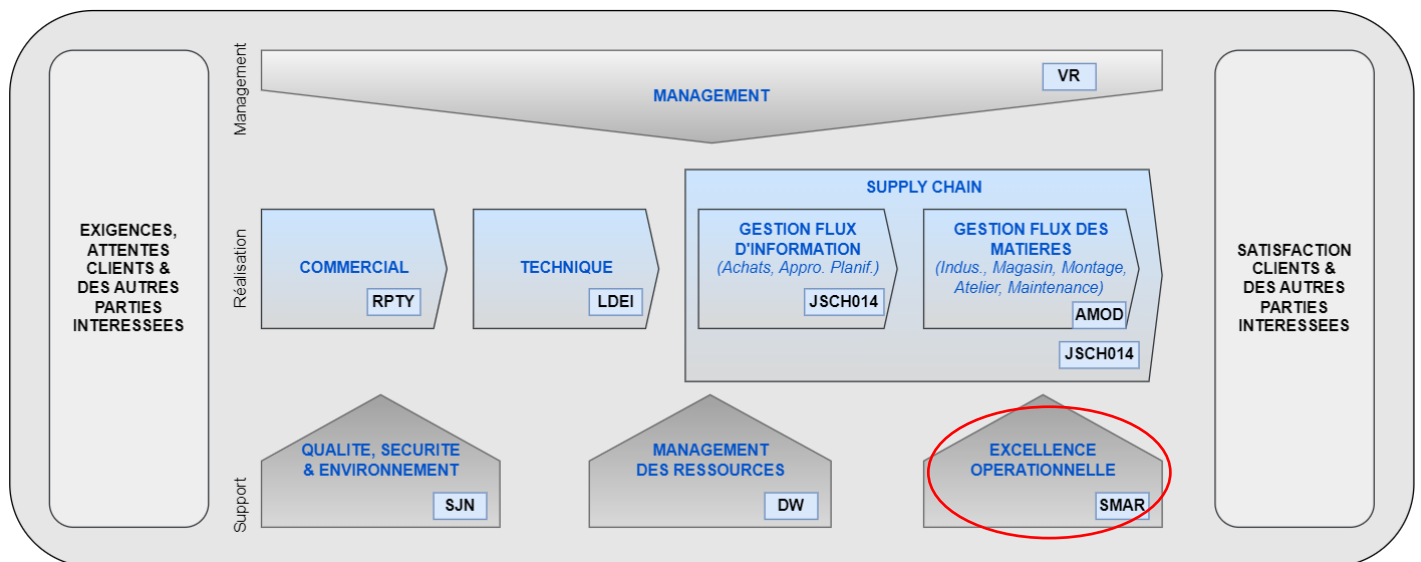 Management
VR
MANAGEMENT
EXIGENCES,
ATTENTES
CLIENTS &
DES AUTRES
PARTIES
INTERESSEES
Réalisation
COMMERCIAL
RPTY
TECHNIQUE
LDEI
SUPPLY CHAIN
GESTION FLUX
D'INFORMATION
(Achats, Appro. Planif.)
JSCH014
GESTION FLUX DES
MATIERES
(Indus., Magasin, Montage,
Atelier, Maintenance)
AMOD
JSCH014
SATISFACTION
CLIENTS &
DES AUTRES
PARTIES
INTERESSEES
Support
QUALITE, SECURITE
& ENVIRONNEMENT
SJN
MANAGEMENT
DES RESSOURCES
DW
EXCELLENCE
OPERATIONNELLE
SMAR